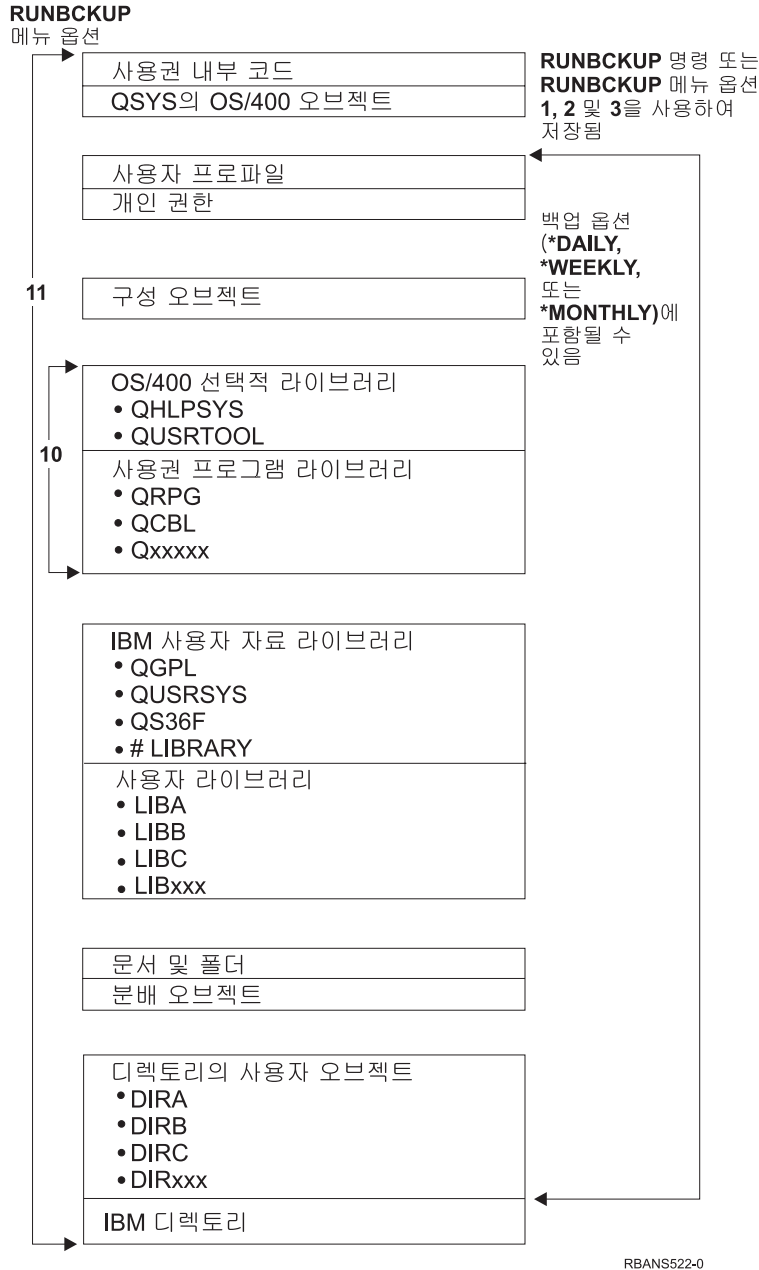 RUNBCKUP
메뉴 옵션
사용권 내부 코드
QSYS의 OS/400 오브젝트
RUNBCKUP 명령 또는
RUNBCKUP 메뉴 옵션
1, 2 및 3을 사용하여
저장됨
사용자 프로파일
개인 권한
백업 옵션
(*DAILY,
*WEEKLY,
또는
*MONTHLY)에
포함될 수
있음
11
구성 오브젝트
OS/400 선택적 라이브러리
• QHLPSYS
• QUSRTOOL
10
사용권 프로그램 라이브러리
• QRPG
• QCBL
• Qxxxxx
IBM 사용자 자료 라이브러리
• QGPL
• QUSRSYS
• QS36F
• # LIBRARY
사용자 라이브러리
• LIBA
• LIBB
• LIBC
• LIBxxx
문서 및 폴더
분배 오브젝트
디렉토리의 사용자 오브젝트
• DIRA
• DIRB
• DIRC
• DIRxxx
IBM 디렉토리
RBANS522-0